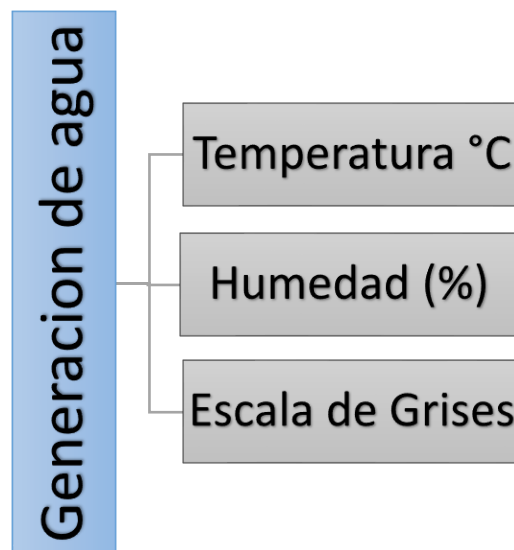 Generacion de agua
Temperatura °C
Humedad (%)
Escala de Grises